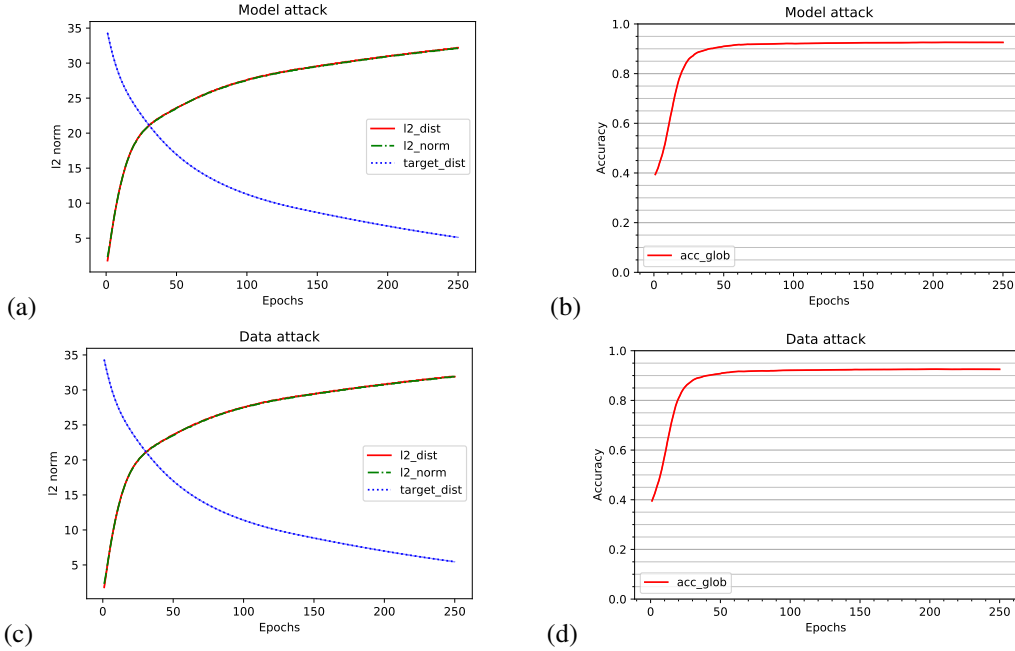 Model attack
35
30
25
20
15
10
5
l2 norm
l2_dist
l2_norm
target_dist
0 50 100 150 200 250
Epochs
(a)
Model attack
1.0
0.8
0.6
0.4
0.2
0.0
Accuracy
acc_glob
0 50 100 150 200 250
Epochs
(b)
Data attack
35
30
25
20
15
10
5
l2 norm
l2_dist
l2_norm
target_dist
0 50 100 150 200 250
Epochs
(c)
Data attack
1.0
0.8
0.6
0.4
0.2
0.0
Accuracy
acc_glob
0 50 100 150 200 250
Epochs
(d)